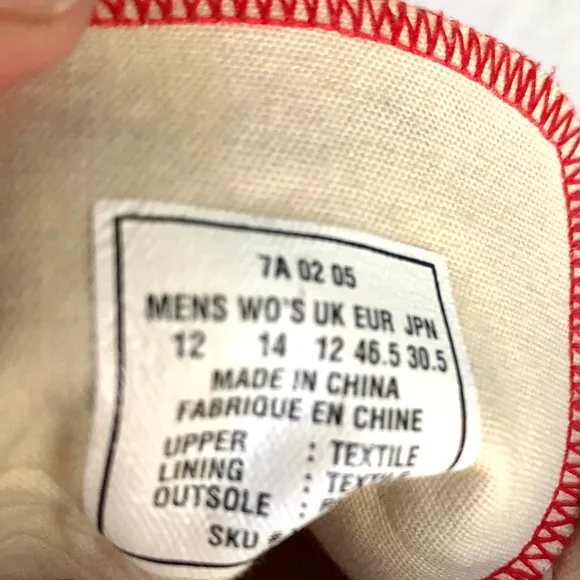 7A 02 05
MENS WO'S UK EUR JPN
12 14 12 46.5 30.5
MADE IN CHINA
FABRIQUE EN CHINE
UPPER : TEXTILE
LINING :
OUTSOLE :
SKU #